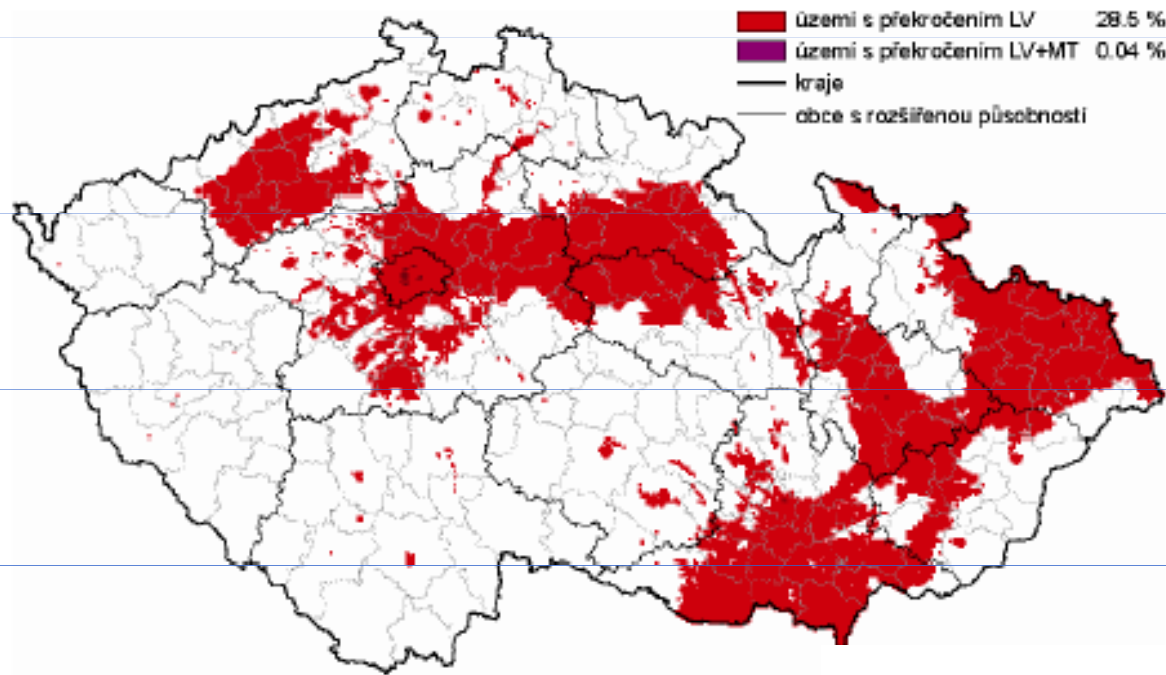 území s překročením LV 28.5 %
území s překročením LV+MT 0.04 %
kraje
obce s rozšířenou působností